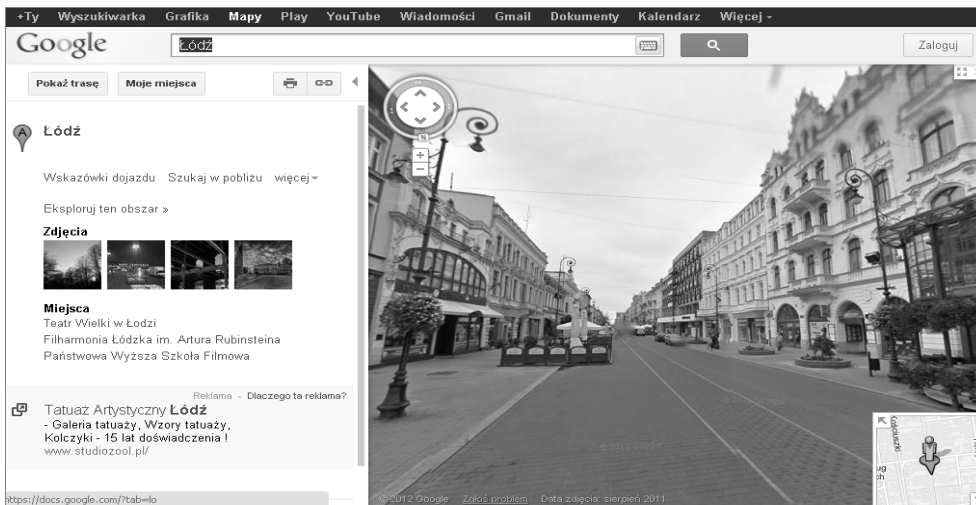 +Ty Wyszukiwarka Grafika Mapy Play YouTube Wiadomości Gmail Dokumenty Kalendarz Więcej
Google
Łódź
Zaloguj
Pokaż trasę Moje miejsca
A Łódź
Wskazówki dojazdu Szukaj w pobliżu więcej
Eksploruj ten obszar »
Zdjęcia
Miejsca
Teatr Wielki w Łodzi
Filharmonia Łódzka im. Artura Rubinsteina
Państwowa Wyższa Szkoła Filmowa
Reklama - Dlaczego ta reklama?
Tatuaż Artystyczny Łódź
- Galeria tatuaży, Wzory tatuaży,
Kolczyki - 15 lat doświadczenia !
www.studiozool.pl/
https://docs.google.com/?tab=lo
N
+
−
© 2012 Google Zgłoś problem Data zdjęcia: sierpień 2011
Kościuszki